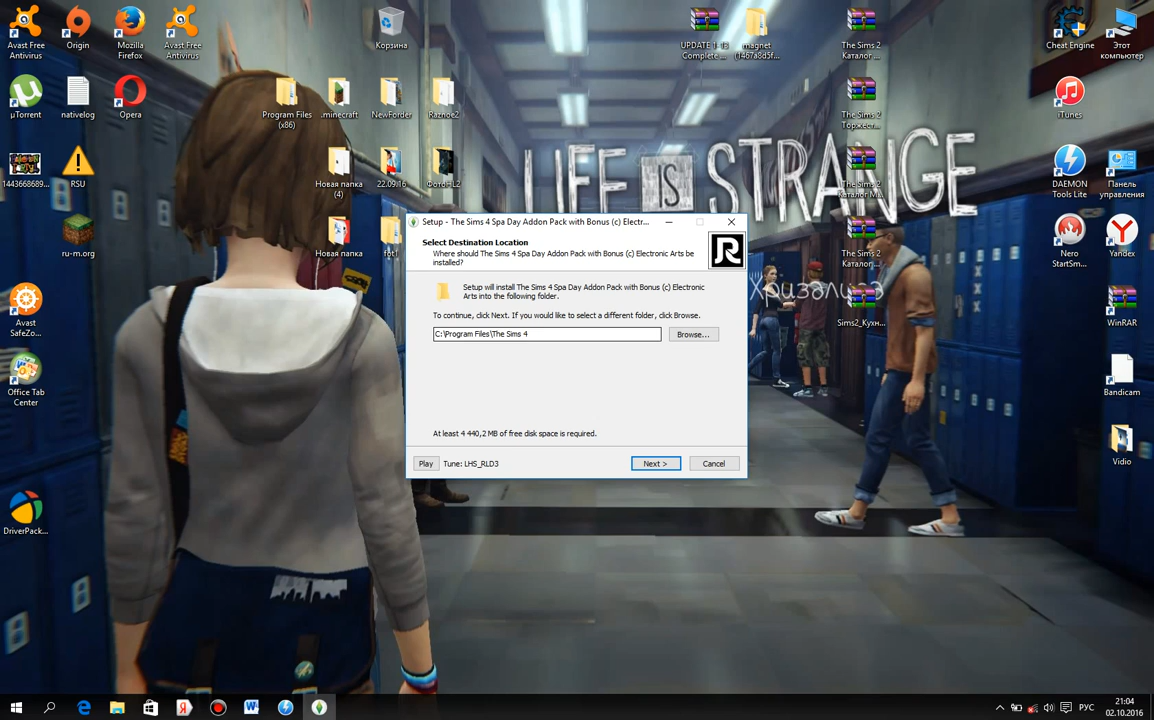 Avast Free
Antivirus
Origin
Mozilla
Firefox
Avast Free
Antivirus
Корзина
UPDATE 1-13
Complete ...
magnet
(1467a8d5f...
The Sims 2
Каталог ...
Cheat Engine
Этот
компьютер
µTorrent
nativelog
Opera
Program Files
(x86)
.minecraft
NewForder
Raznoe2
The Sims 2
Торжест...
iTunes
LIFE IS STRANGE
1443668689...
RSU
Новая папка
(4)
22.09.16
ФотоHL2
The Sims 2
Каталог М...
DAEMON
Tools Lite
Панель
управления
ru-m.org
Новая папка
fot1
The Sims 2
Каталог...
Nero
StartSm...
Yandex
Setup - The Sims 4 Spa Day Addon Pack with Bonus (c) Electr...
Select Destination Location
Where should The Sims 4 Spa Day Addon Pack with Bonus (c) Electronic Arts be
installed?
R
Setup will install The Sims 4 Spa Day Addon Pack with Bonus (c) Electronic
Arts into the following folder.
To continue, click Next. If you would like to select a different folder, click Browse.
C:\Program Files\The Sims 4
Browse...
At least 4 440,2 MB of free disk space is required.
Play
Tune: LHS_RLD3
Next >
Cancel
Хризалида
Avast
SafeZo...
Sims2_Кухн...
WinRAR
Office Tab
Center
Bandicam
Vidio
DriverPack...
РУС
21:04
02.10.2016